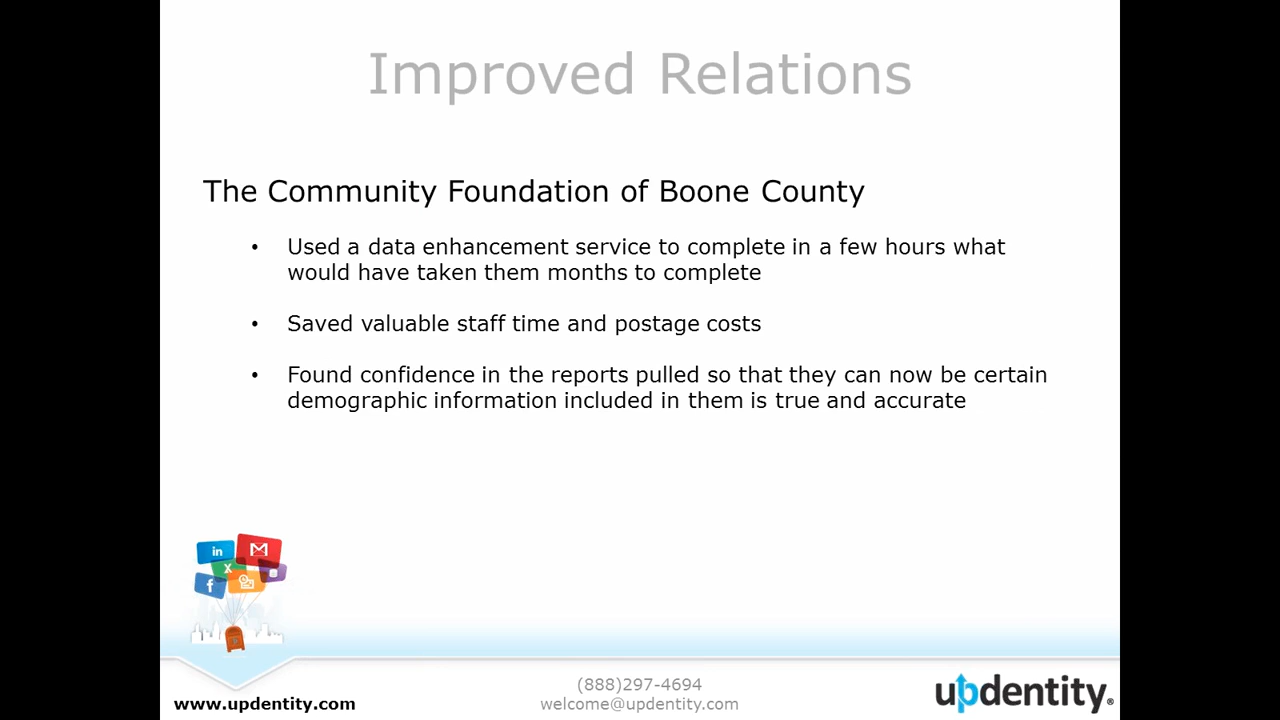 Improved Relations
The Community Foundation of Boone County
• Used a data enhancement service to complete in a few hours what
would have taken them months to complete
• Saved valuable staff time and postage costs
• Found confidence in the reports pulled so that they can now be certain
demographic information included in them is true and accurate
in
X
f
www.updentity.com
(888)297-4694
welcome@updentity.com
updentity®